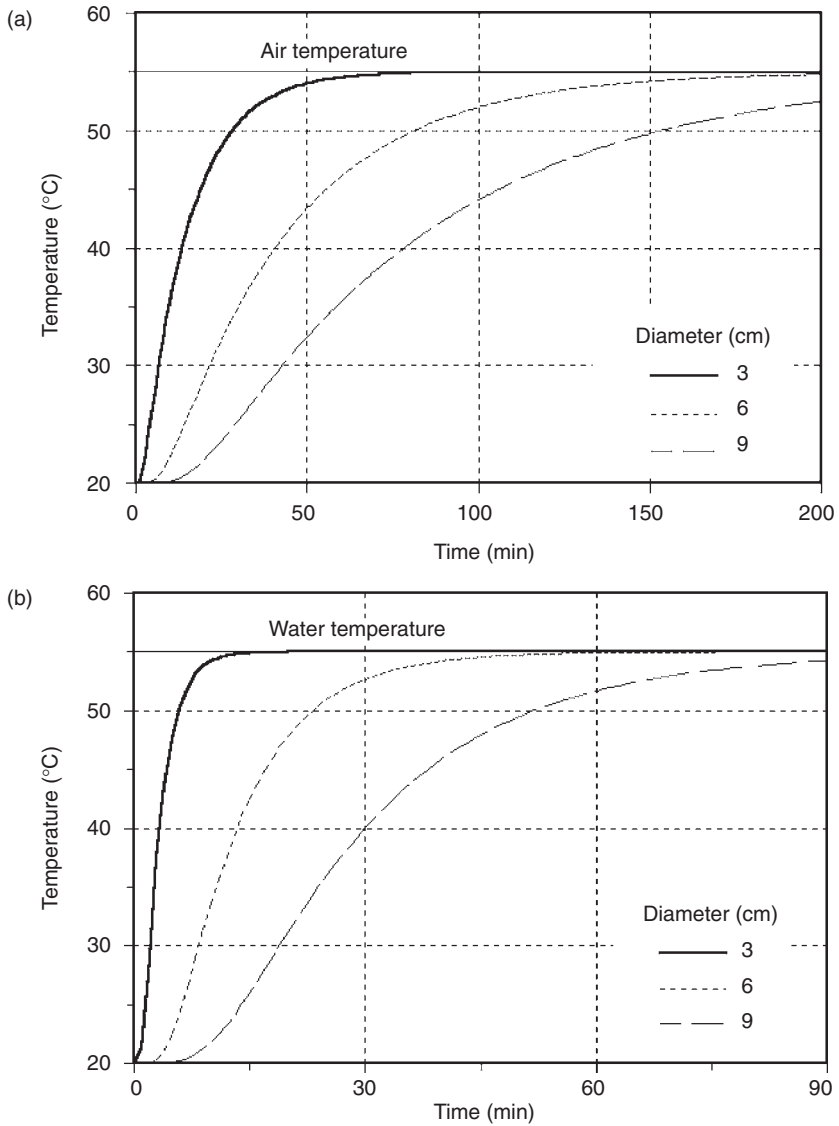 (a)
60
50
40
30
20
Temperature (°C)
Air temperature
Diameter (cm)
3
6
9
0 50 100 150 200
Time (min)
(b)
60
50
40
30
20
Temperature (°C)
Water temperature
Diameter (cm)
3
6
9
0 30 60 90
Time (min)